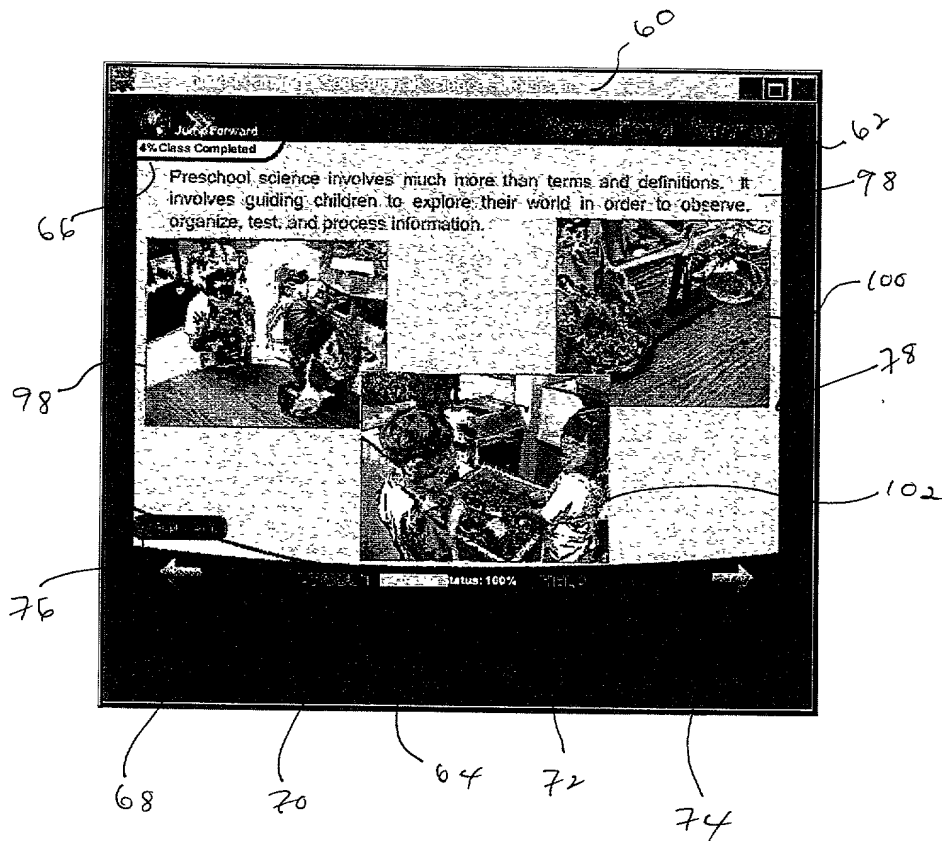 60
62
Jump Forward
4% Class Completed
Preschool science involves much more than terms and definitions. It
involves guiding children to explore their world in order to observe,
organize, test, and process information.
98
66
100
78
98
102
Status: 100%
76
68
70
64
72
74